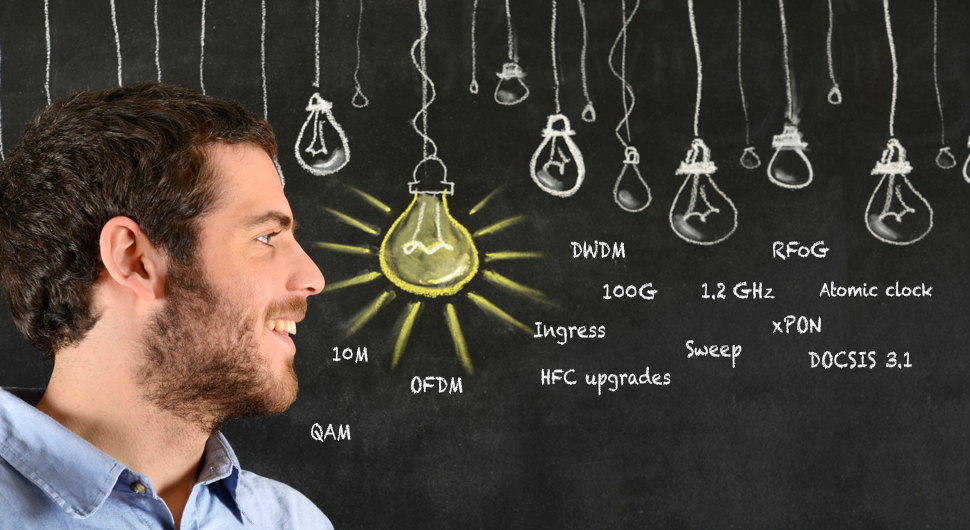 DWDM
RFoG
100G
1.2 GHz
Atomic clock
Ingress
xPON
10M
Sweep
DOCSIS 3.1
OFDM
HFC upgrades
QAM